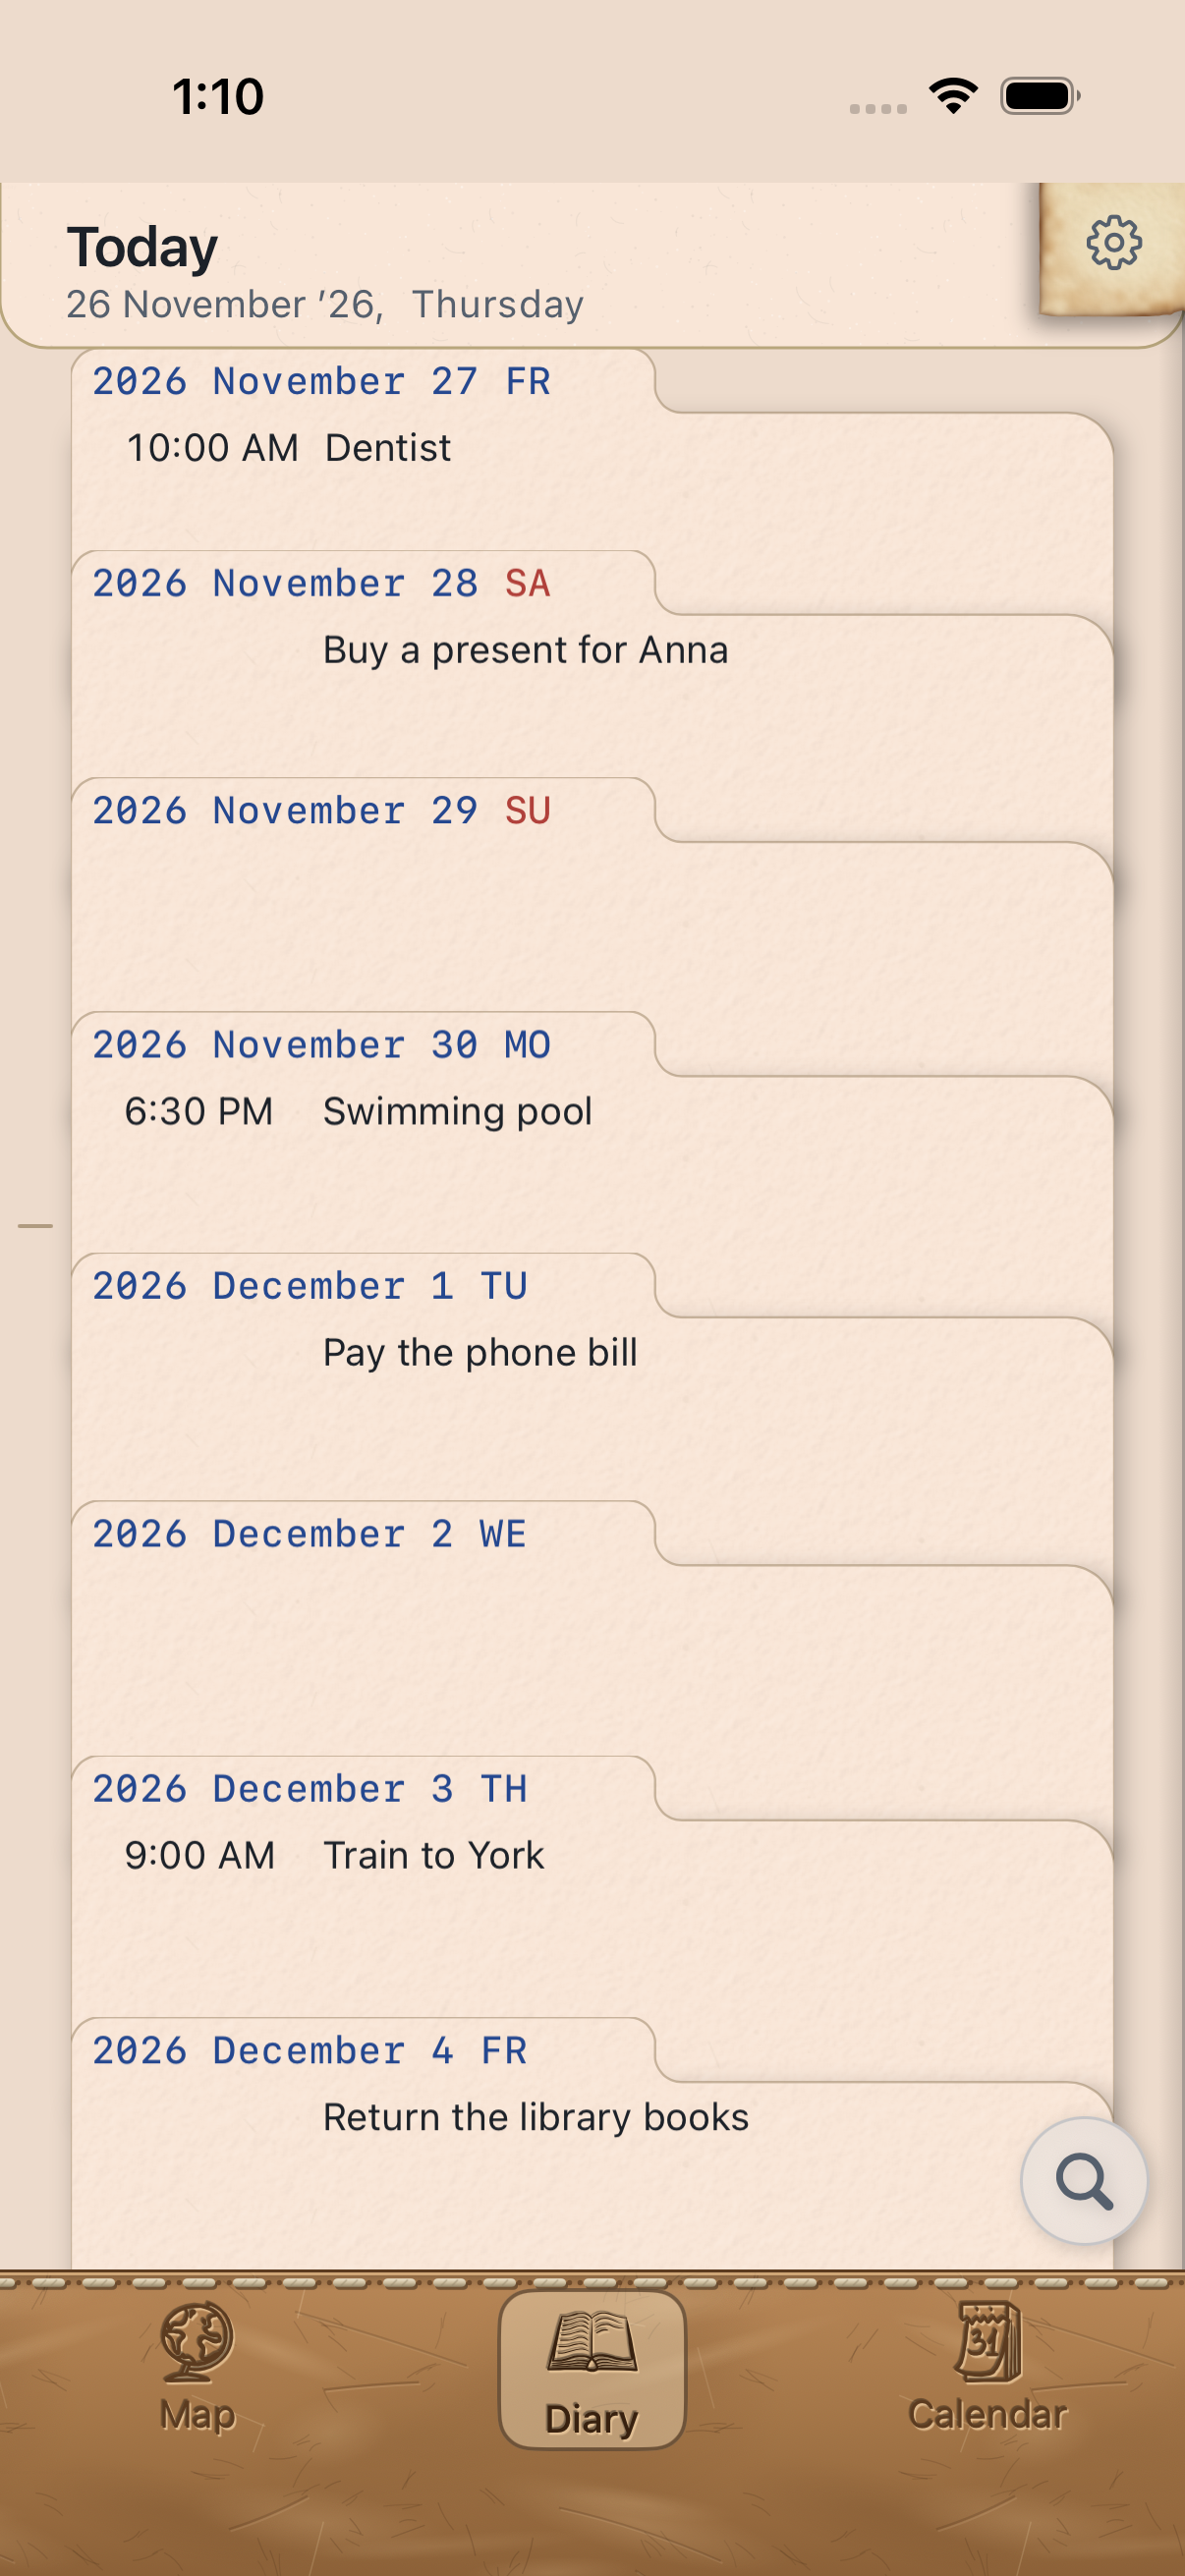 1:10
Today
26 November ’26, Thursday
2026 November 27 FR
10:00 AM Dentist
2026 November 28 SA
Buy a present for Anna
2026 November 29 SU
2026 November 30 MO
6:30 PM Swimming pool
2026 December 1 TU
Pay the phone bill
2026 December 2 WE
2026 December 3 TH
9:00 AM Train to York
2026 December 4 FR
Return the library books
31
Map Diary Calendar